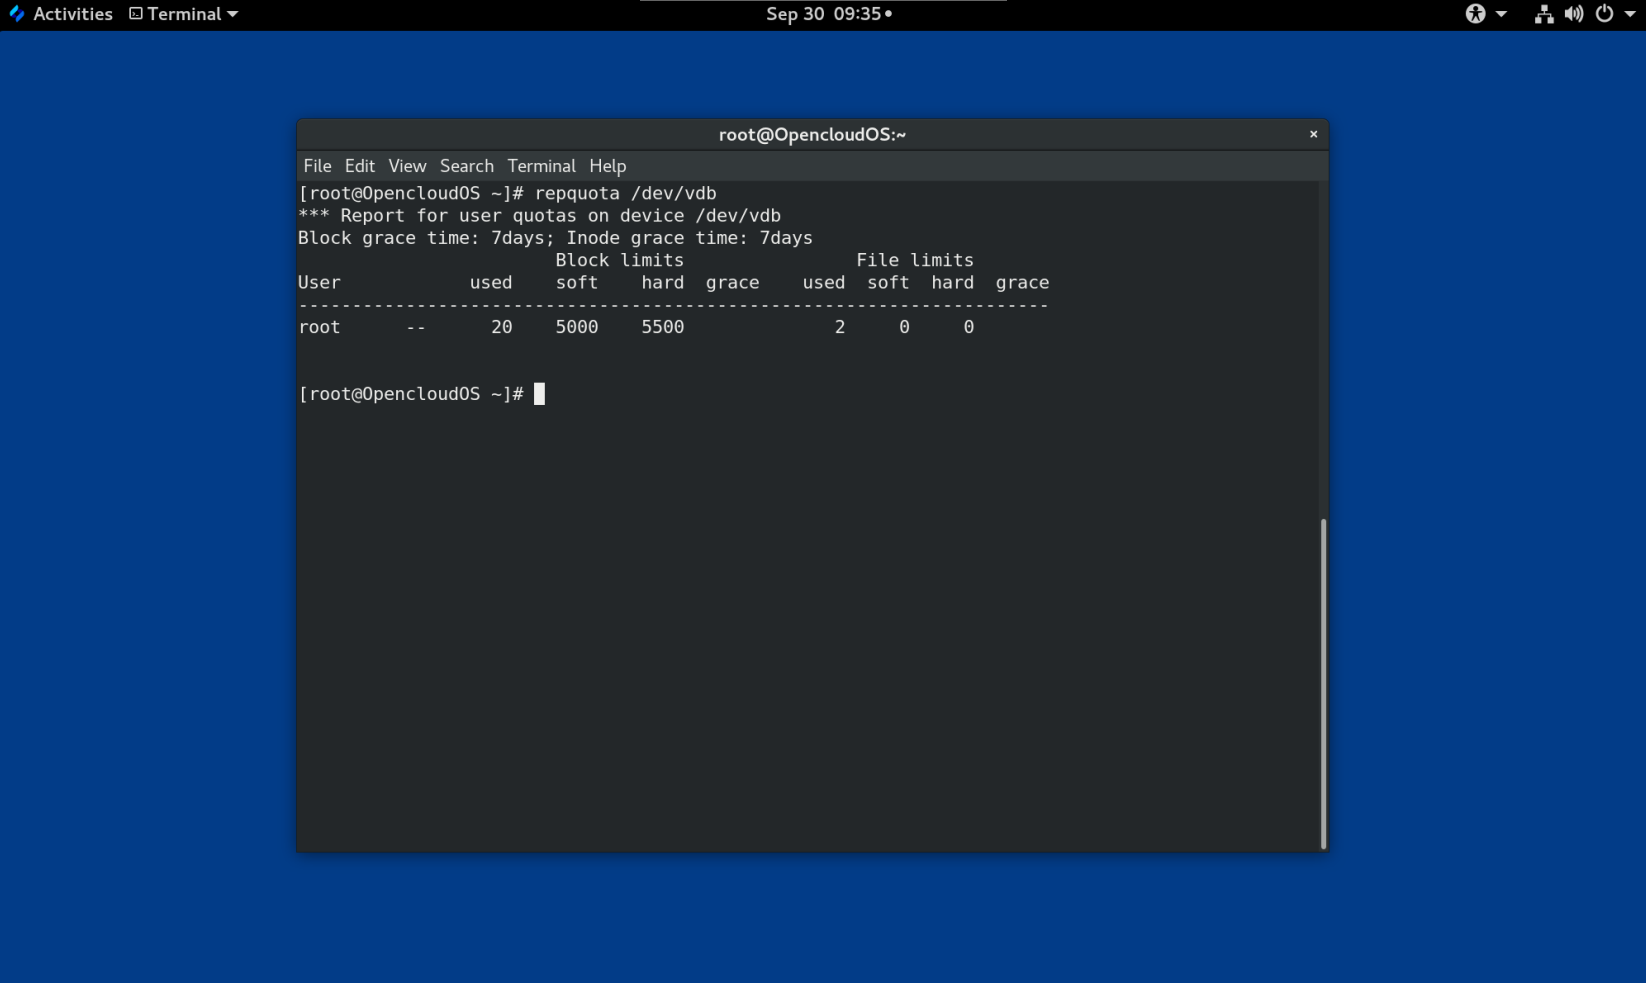 Activities Terminal Sep 30 09:35
root@OpencloudOS:~ ×
File Edit View Search Terminal Help
[root@OpencloudOS ~]# repquota /dev/vdb
*** Report for user quotas on device /dev/vdb
Block grace time: 7days; Inode grace time: 7days
                        Block limits                File limits
User            used    soft    hard  grace    used  soft  hard  grace
----------------------------------------------------------------------
root      --      20    5000    5500              2     0     0
[root@OpencloudOS ~]#